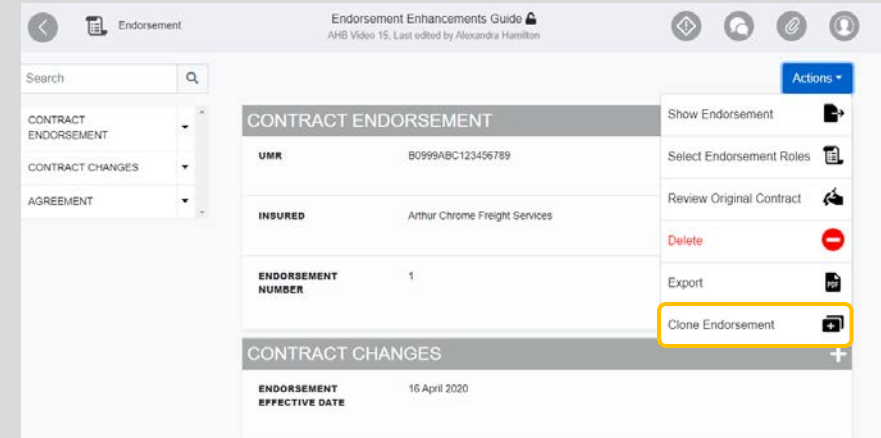 Endorsement
Endorsement Enhancements Guide
AHB Video 15, Last edited by Alexandra Hamilton
Search
Actions
CONTRACT
ENDORSEMENT
CONTRACT CHANGES
AGREEMENT
CONTRACT ENDORSEMENT
UMR B0999ABC123456789
INSURED Arthur Chrome Freight Services
ENDORSEMENT
NUMBER
1
Show Endorsement
Select Endorsement Roles
Review Original Contract
Delete
Export
PDF
Clone Endorsement
CONTRACT CHANGES
ENDORSEMENT
EFFECTIVE DATE
16 April 2020